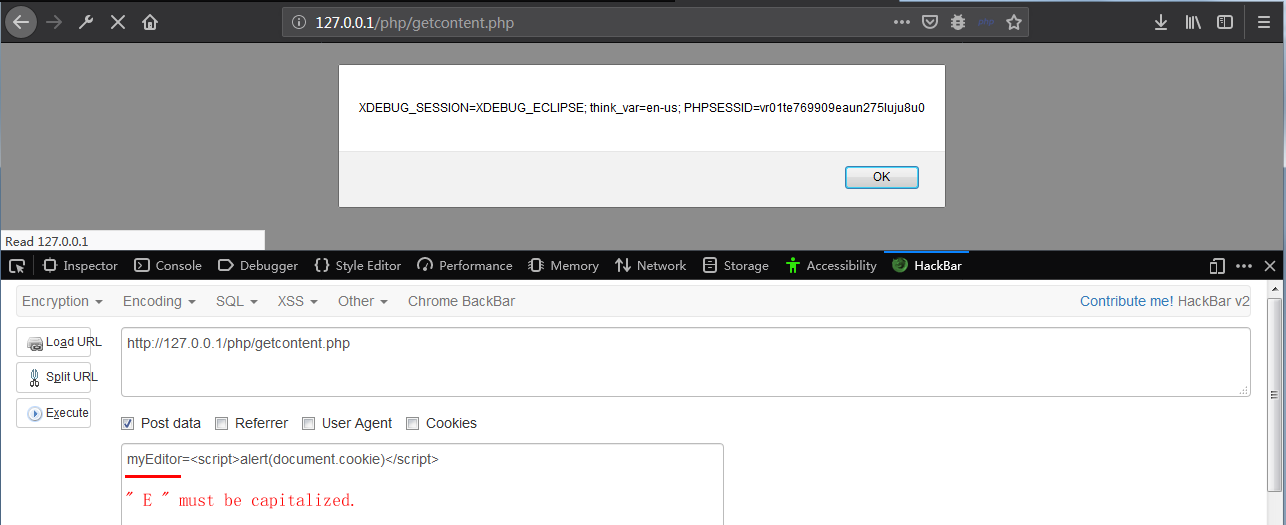 127.0.0.1/php/getcontent.php
php
XDEBUG_SESSION=XDEBUG_ECLIPSE; think_var=en-us; PHPSESSID=vr01te769909eaun275luju8u0
OK
Read 127.0.0.1
Inspector Console Debugger {} Style Editor Performance Memory Network Storage Accessibility HackBar
Encryption Encoding SQL XSS Other Chrome BackBar Contribute me! HackBar v2
Load URL
http://127.0.0.1/php/getcontent.php
Split URL
Execute
Post data Referrer User Agent Cookies
myEditor=<script>alert(document.cookie)</script>
" E " must be capitalized.